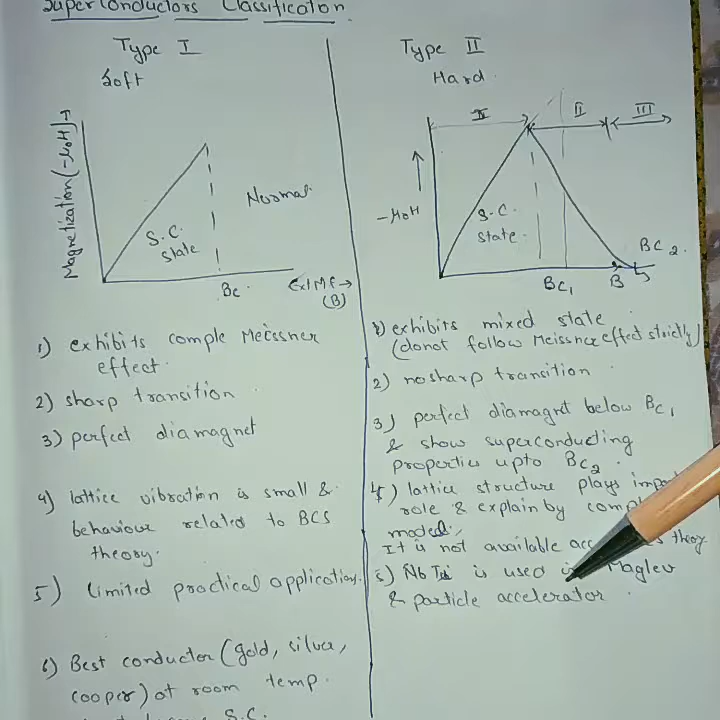 Superconductors Classification
Type I
Soft
Magnetization (-μ₀H) →
S.C.
state
Normal
Bc
Ext MF →
(B)
1) exhibits comple Meissner
effect.
2) sharp transition
3) perfect diamagnet
4) lattice vibration is small &
behaviour related to BCS
theory.
5) Limited practical application.
6) Best conductor (gold, silver,
cooper) at room temp.
S.C.
Type II
Hard
I
II
III
-μ₀H
S.C.
state
BC₁
B
BC₂
1) exhibits mixed state
(donot follow Meissner effect strictly)
2) no sharp transition
3) perfect diamagnt below Bc₁
& show superconducting
properties upto BC₂.
4) lattice structure plays
role & explain by
model.
It is not available theory
5) is used Maglev
& particle accelerator.